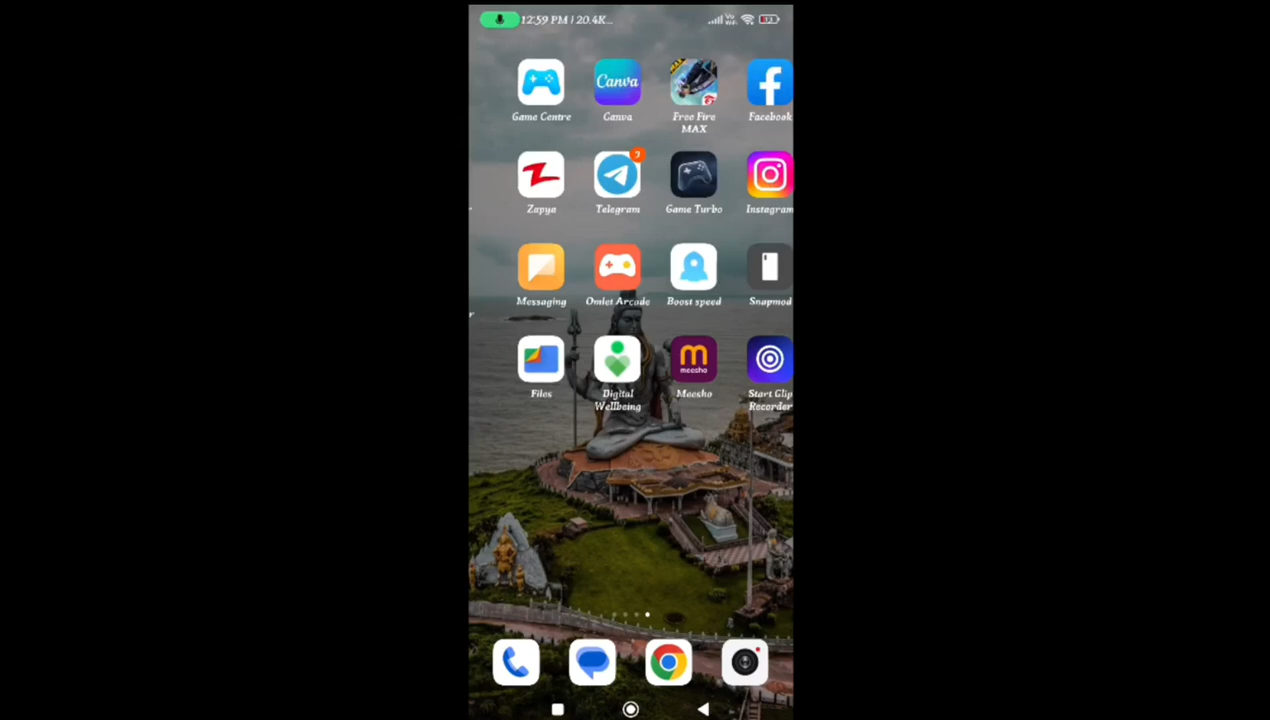 12:59 PM | 20.4K...
Game Centre
Canva
Canva
Free Fire
MAX
Facebook
Zapya
Telegram
Game Turbo
Instagram
Messaging
Omlet Arcade
Boost speed
Snapmod
Files
Digital
Wellbeing
meesho
Meesho
Start Clip
Recorder